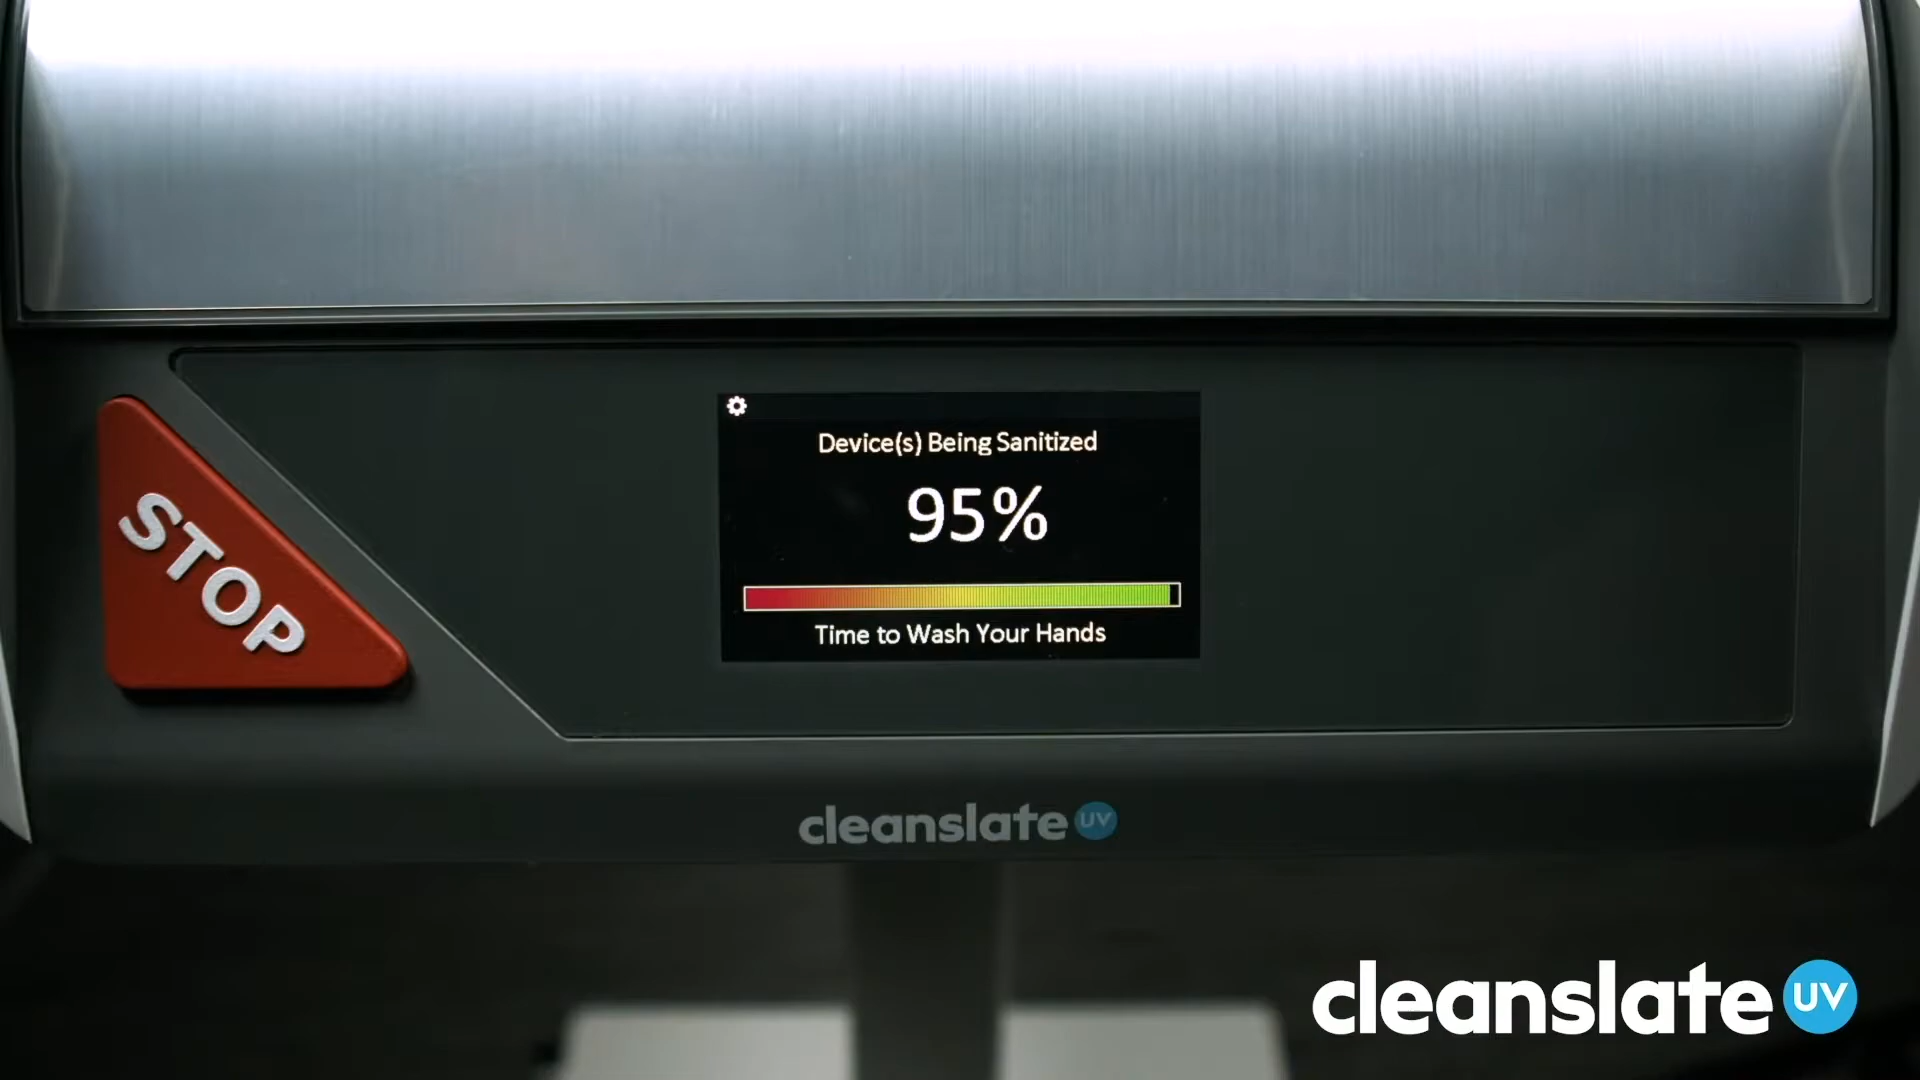 Device(s) Being Sanitized
95%
Time to Wash Your Hands
STOP
cleanslate UV
cleanslate UV